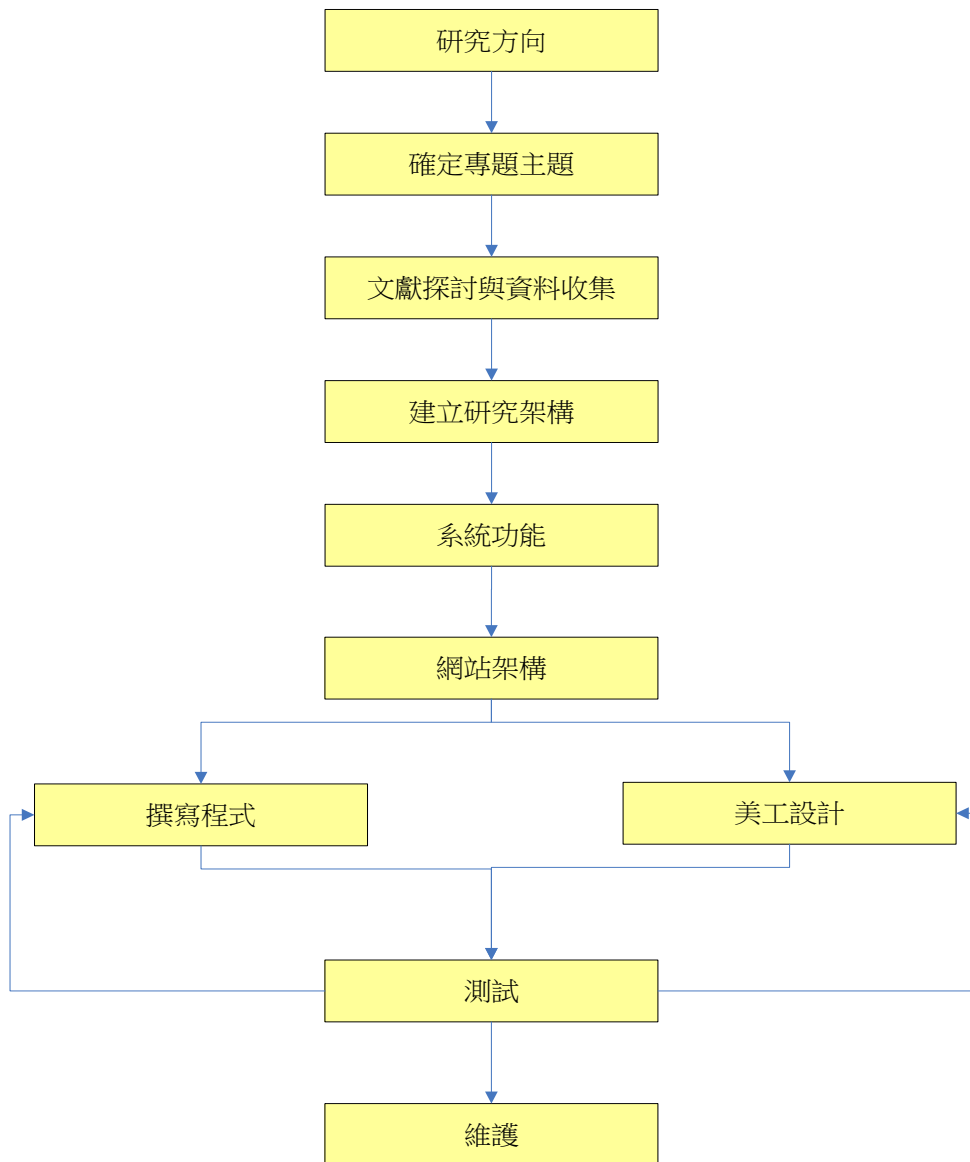 研究方向
確定專題主題
文獻探討與資料收集
建立研究架構
系統功能
網站架構
撰寫程式
美工設計
測試
維護